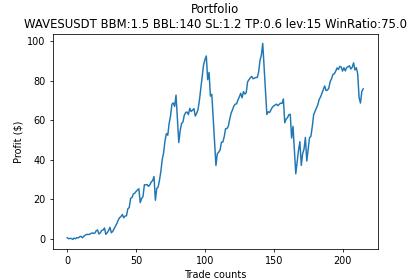 Portfolio
WAVESUSDT BBM:1.5 BBL:140 SL:1.2 TP:0.6 lev:15 WinRatio:75.0
100
80
60
40
20
0
Profit ($)
0 50 100 150 200
Trade counts